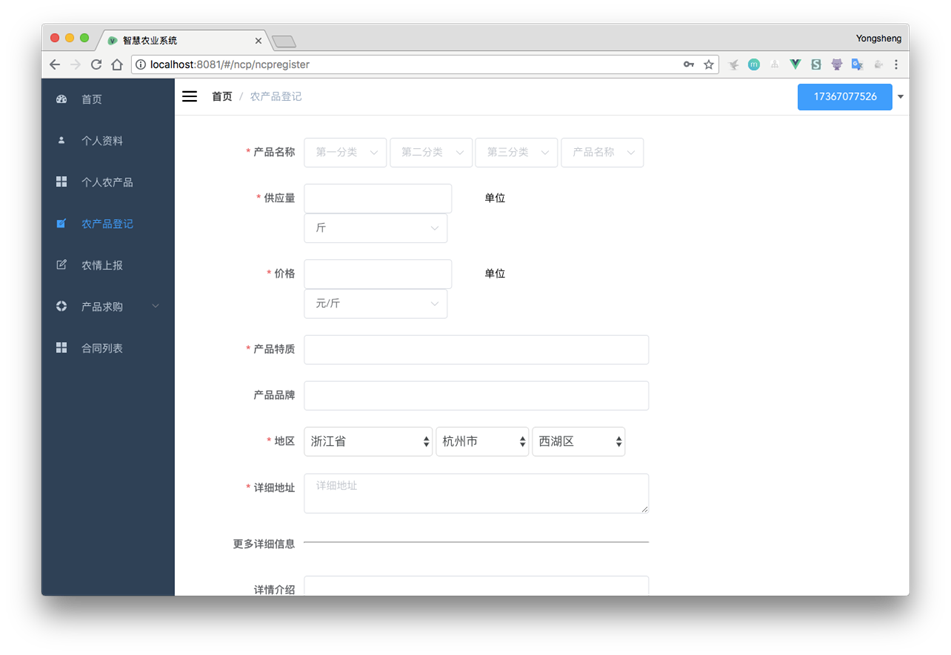 智慧农业系统
Yongsheng
localhost:8081/#/ncp/ncpregister
首页
个人资料
个人农产品
农产品登记
农情上报
产品求购
合同列表
首页 / 农产品登记
17367077526
* 产品名称 第一分类 第二分类 第三分类 产品名称
* 供应量 单位
斤
* 价格 单位
元/斤
* 产品特质
产品品牌
* 地区 浙江省 杭州市 西湖区
* 详细地址 详细地址
更多详细信息
详情介绍